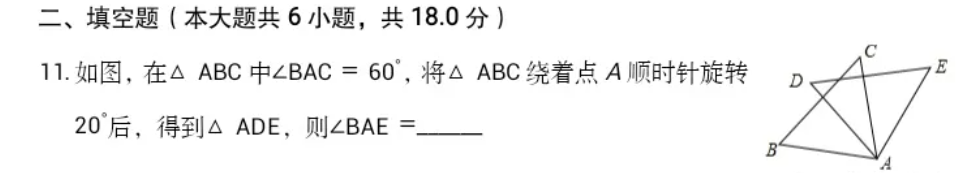 二、填空题（本大题共 6 小题，共 18.0 分）
11. 如图，在△ ABC 中∠BAC = 60°，将△ ABC 绕着点 A 顺时针旋转
20°后，得到△ ADE，则∠BAE =______
C
D
E
B
A